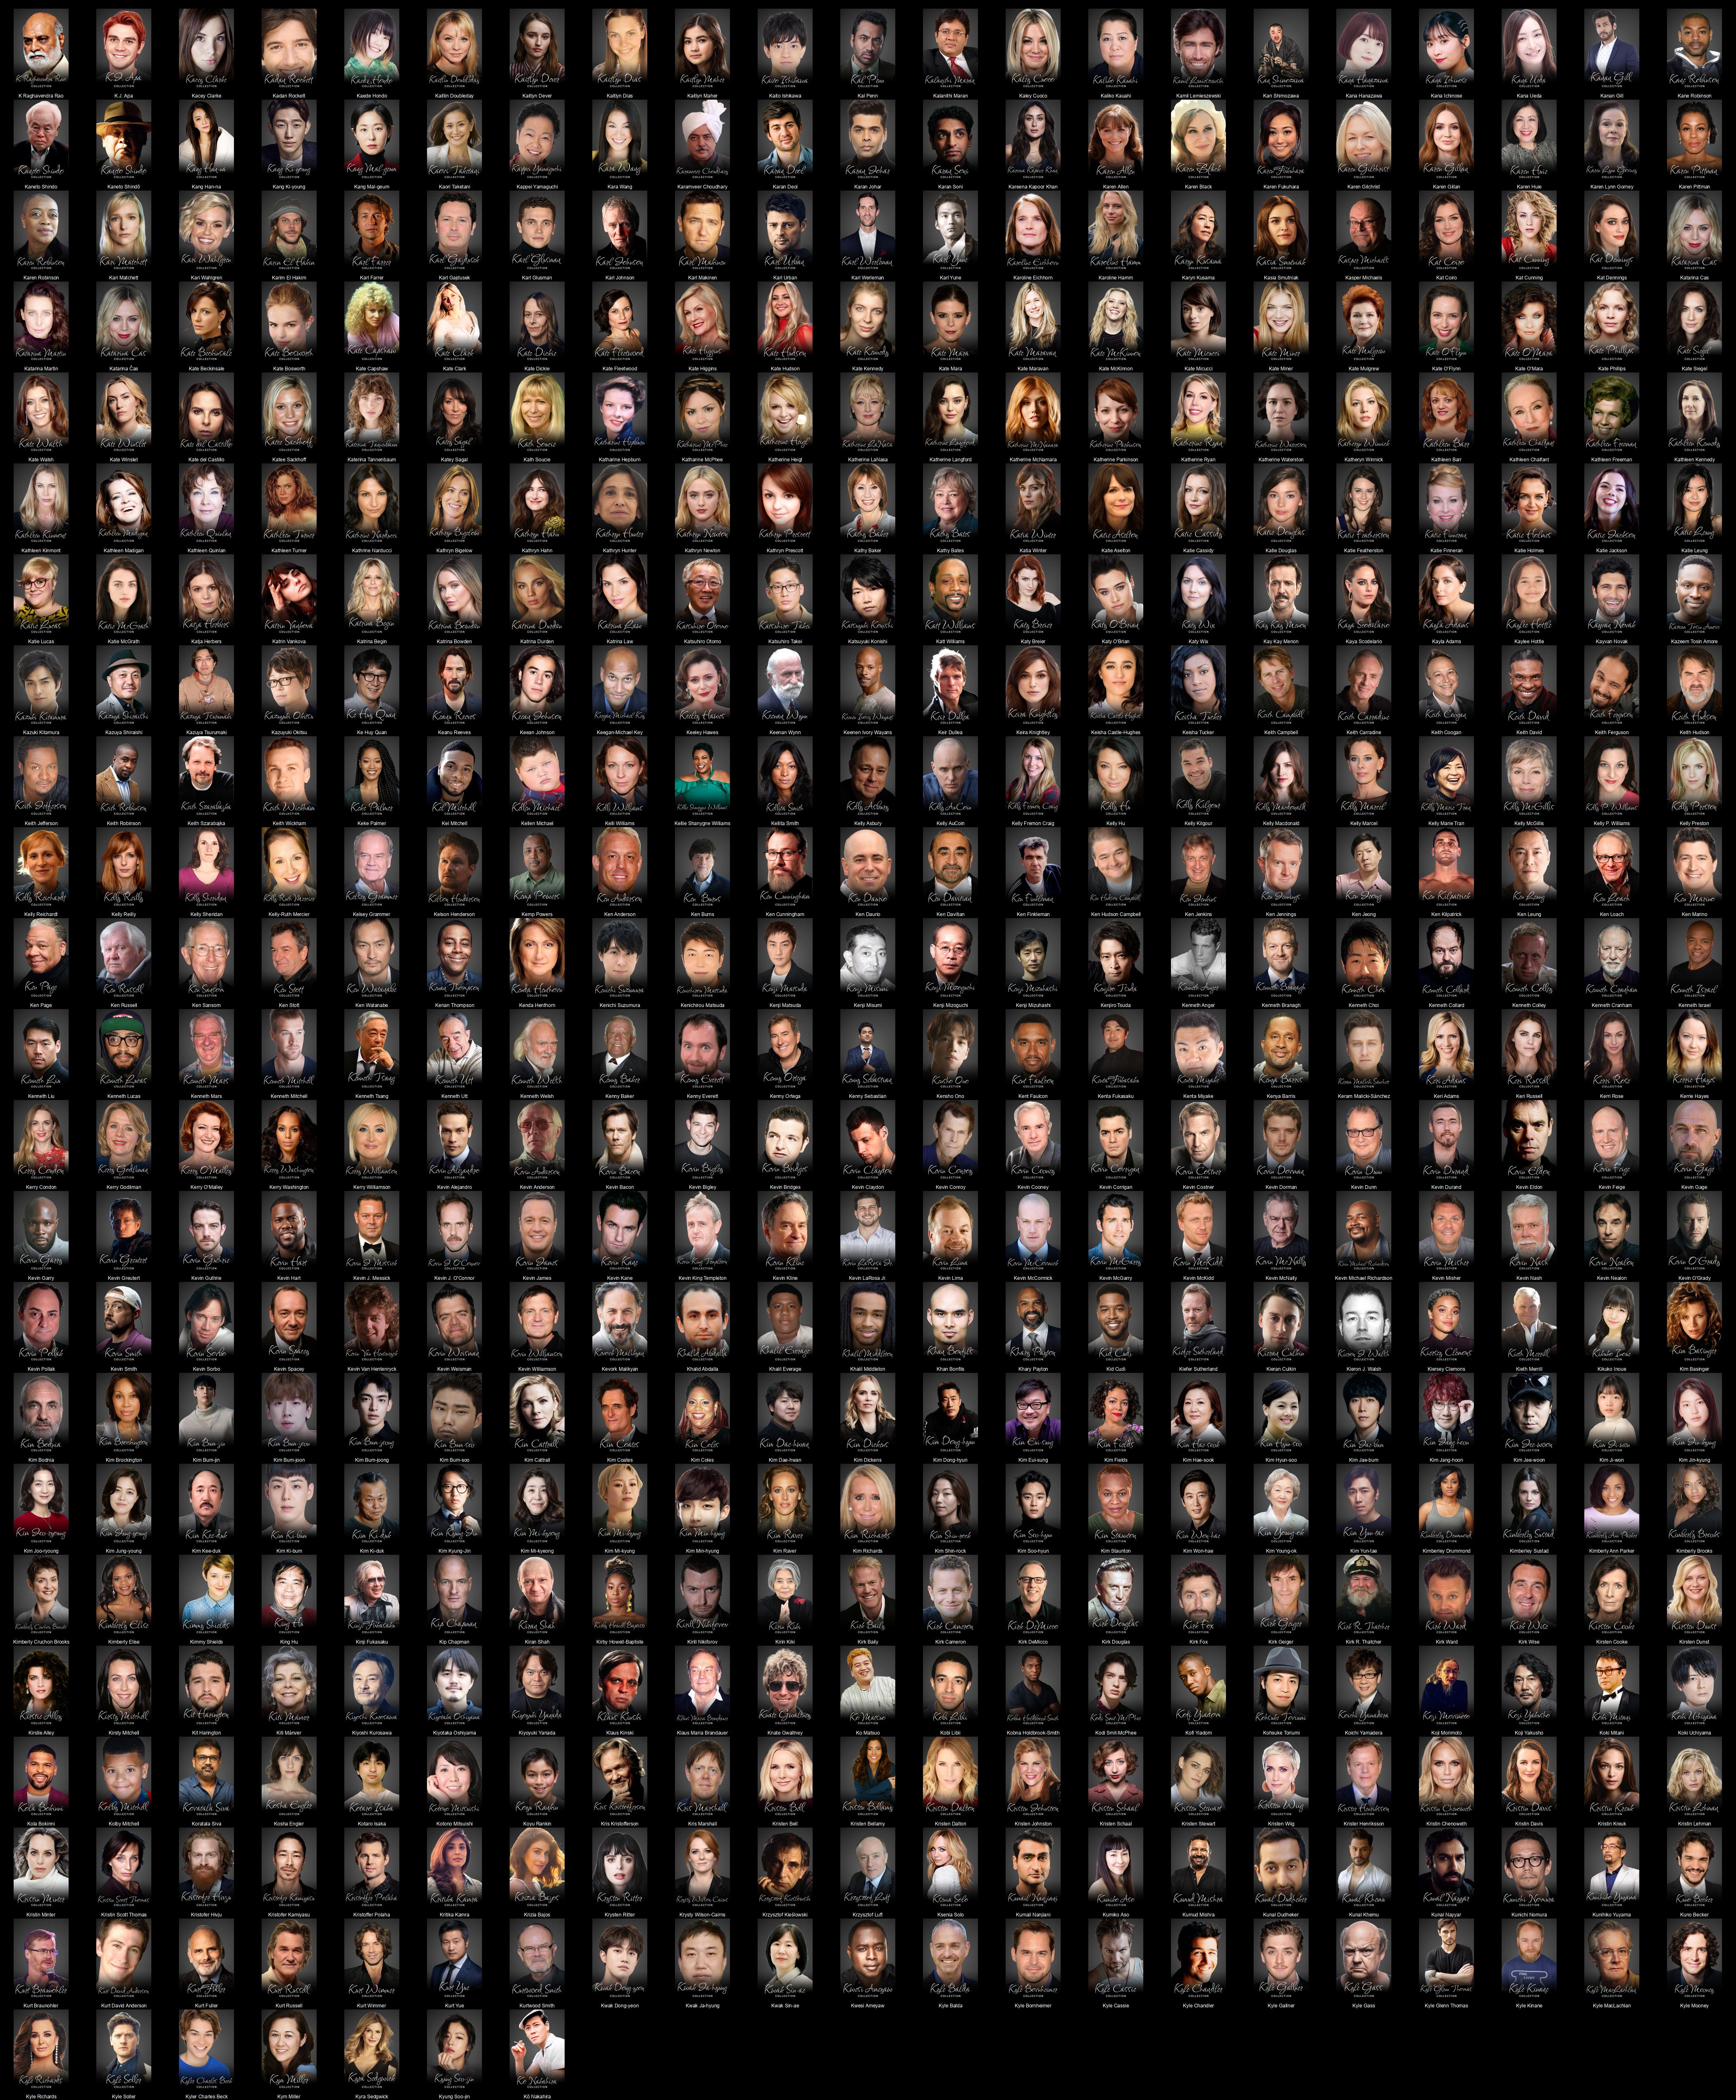 K Raghavendra Rao K.J. Apa Kacey Clarke Kadan Rockett Kaede Hondo Kaitlin Doubleday Kaitlyn Dever Kaitlyn Dias Kaitlyn Maher Kaito Ishikawa Kal Penn Kalanithi Maran Kaley Cuoco Kaliko Kauahi Kamil Lemieszewski Kan Shimozawa Kana Hanazawa Kana Ichinose Kana Ueda Karan Gill Kane Robinson
Kaneto Shindo Kaneto Shindō Kang Han-na Kang Ki-young Kang Mal-geum Kaori Taketani Kappei Yamaguchi Kara Wang Karamveer Choudhary Karan Deol Karan Johar Karan Soni Kareena Kapoor Khan Karen Allen Karen Black Karen Fukuhara Karen Gilchrist Karen Gillan Karen Huie Karen Lynn Gorney Karen Pittman
Karen Robinson Kari Matchett Kari Wahlgren Karim El Hakim Karl Farrer Karl Gajdusek Karl Glusman Karl Johnson Karl Makinen Karl Urban Karl Werleman Karl Yune Karoline Eichhorn Karoline Hamm Karyn Kusama Kasia Smutniak Kasper Michaels Kat Coiro Kat Cunning Kat Dennings Katarina Cas
Katarina Martin Katarina Čas Kate Beckinsale Kate Bosworth Kate Capshaw Kate Clark Kate Dickie Kate Fleetwood Kate Higgins Kate Hudson Kate Kennedy Kate Mara Kate Maravan Kate McKinnon Kate Micucci Kate Miner Kate Mulgrew Kate O'Flynn Kate O'Mara Kate Phillips Kate Siegel
Kate Walsh Kate Winslet Kate del Castillo Katee Sackhoff Katerina Tannenbaum Katey Sagal Kath Soucie Katharine Hepburn Katharine McPhee Katherine Heigl Katherine LaNasa Katherine Langford Katherine McNamara Katherine Parkinson Katherine Ryan Katherine Waterston Katheryn Winnick Kathleen Barr Kathleen Chalfant Kathleen Freeman Kathleen Kennedy
Kathleen Kinmont Kathleen Madigan Kathleen Quinlan Kathleen Turner Kathrine Narducci Kathryn Bigelow Kathryn Hahn Kathryn Hunter Kathryn Newton Kathryn Prescott Kathy Baker Kathy Bates Katia Winter Katie Aselton Katie Cassidy Katie Douglas Katie Featherston Katie Finneran Katie Holmes Katie Jackson Katie Leung
Katie Lucas Katie McGrath Katja Herbers Katrin Vankova Katrina Begin Katrina Bowden Katrina Durden Katrina Law Katsuhiro Otomo Katsuhiro Takei Katsuyuki Konishi Katt Williams Katy Breier Katy O'Brian Katy Wix Kay Kay Menon Kaya Scodelario Kayla Adams Kaylee Hottle Kayvan Novak Kazeem Tosin Amore
Kazuki Kitamura Kazuya Shiraishi Kazuya Tsurumaki Kazuyuki Okitsu Ke Huy Quan Keanu Reeves Keean Johnson Keegan-Michael Key Keeley Hawes Keenan Wynn Keenen Ivory Wayans Keir Dullea Keira Knightley Keisha Castle-Hughes Keisha Tucker Keith Campbell Keith Carradine Keith Coogan Keith David Keith Ferguson Keith Hudson
Keith Jefferson Keith Robinson Keith Szarabajka Keith Wickham Keke Palmer Kel Mitchell Kellen Michael Kelli Williams Kellie Shanygne Williams Kellita Smith Kelly Asbury Kelly AuCoin Kelly Fremon Craig Kelly Hu Kelly Kilgour Kelly Macdonald Kelly Marcel Kelly Marie Tran Kelly McGillis Kelly P. Williams Kelly Preston
Kelly Reichardt Kelly Reilly Kelly Sheridan Kelly-Ruth Mercier Kelsey Grammer Kelson Henderson Kemp Powers Ken Anderson Ken Burns Ken Cunningham Ken Daurio Ken Davitian Ken Finkleman Ken Hudson Campbell Ken Jenkins Ken Jennings Ken Jeong Ken Kilpatrick Ken Leung Ken Loach Ken Marino
Ken Page Ken Russell Ken Sansom Ken Stott Ken Watanabe Kenan Thompson Kenda Henthorn Kenichi Suzumura Kenichirou Matsuda Kenji Matsuda Kenji Misumi Kenji Mizoguchi Kenji Mizuhashi Kenjiro Tsuda Kenneth Anger Kenneth Branagh Kenneth Choi Kenneth Collard Kenneth Colley Kenneth Cranham Kenneth Israel
Kenneth Liu Kenneth Lucas Kenneth Mars Kenneth Mitchell Kenneth Tsang Kenneth Utt Kenneth Welsh Kenny Baker Kenny Everett Kenny Ortega Kenny Sebastian Kensho Ono Kent Faulcon Kenta Fukasaku Kenta Miyake Kenya Barris Keram Malicki-Sánchez Keri Adams Keri Russell Kerri Rose Kerrie Hayes
Kerry Condon Kerry Godliman Kerry O'Malley Kerry Washington Kerry Williamson Kevin Alejandro Kevin Anderson Kevin Bacon Kevin Bigley Kevin Bridges Kevin Claydon Kevin Conroy Kevin Cooney Kevin Corrigan Kevin Costner Kevin Dorman Kevin Dunn Kevin Durand Kevin Eldon Kevin Feige Kevin Gage
Kevin Garry Kevin Greutert Kevin Guthrie Kevin Hart Kevin J. Messick Kevin J. O'Connor Kevin James Kevin Kane Kevin King Templeton Kevin Kline Kevin LaRosa Jr. Kevin Lima Kevin McCormick Kevin McGarry Kevin McKidd Kevin McNally Kevin Michael Richardson Kevin Misher Kevin Nash Kevin Nealon Kevin O'Grady
Kevin Pollak Kevin Smith Kevin Sorbo Kevin Spacey Kevin Van Hentenryck Kevin Weisman Kevin Williamson Kevork Malikyan Khalid Abdalla Khalil Everage Khalil Middleton Khan Bonfils Khary Payton Kid Cudi Kiefer Sutherland Kieran Culkin Kieron J. Walsh Kiersey Clemons Kieth Merrill Kikuko Inoue Kim Basinger
Kim Bodnia Kim Brockington Kim Bum-jin Kim Bum-joon Kim Bum-joong Kim Bum-soo Kim Cattrall Kim Coates Kim Coles Kim Dae-hwan Kim Dickens Kim Dong-hyun Kim Eui-sung Kim Fields Kim Hae-sook Kim Hyun-soo Kim Jae-bum Kim Jang-hoon Kim Jee-woon Kim Ji-won Kim Jin-kyung
Kim Joo-ryoung Kim Jung-young Kim Kee-duk Kim Ki-bum Kim Ki-duk Kim Kyung-Jin Kim Mi-kyeong Kim Mi-kyung Kim Min-hyung Kim Raver Kim Richards Kim Shin-rock Kim Soo-hyun Kim Staunton Kim Won-hae Kim Young-ok Kim Yun-tae Kimberley Drummond Kimberley Sustad Kimberly Ann Parker Kimberly Brooks
Kimberly Cruchon Brooks Kimberly Elise Kimmy Shields King Hu Kinji Fukasaku Kip Chapman Kiran Shah Kirby Howell-Baptiste Kirill Nikiforov Kirin Kiki Kirk Baily Kirk Cameron Kirk DeMicco Kirk Douglas Kirk Fox Kirk Geiger Kirk R. Thatcher Kirk Ward Kirk Wise Kirsten Cooke Kirsten Dunst
Kirstie Alley Kirsty Mitchell Kit Harington Kiti Mánver Kiyoshi Kurosawa Kiyotaka Oshiyama Kiyoyuki Yanada Klaus Kinski Klaus Maria Brandauer Knate Gwaltney Ko Matsuo Kobi Libii Kobna Holdbrook-Smith Kodi Smit-McPhee Kofi Yiadom Kohsuke Toriumi Koichi Yamadera Koji Morimoto Koji Yakusho Koki Mitani Koki Uchiyama
Kola Bokinni Kolby Mitchell Koratala Siva Kosha Engler Kotaro Isaka Kotono Mitsuishi Koyu Rankin Kris Kristofferson Kris Marshall Kristen Bell Kristen Bellamy Kristen Dalton Kristen Johnston Kristen Schaal Kristen Stewart Kristen Wiig Krister Henriksson Kristin Chenoweth Kristin Davis Kristin Kreuk Kristin Lehman
Kristin Minter Kristin Scott Thomas Kristofer Hivju Kristofer Kamiyasu Kristoffer Polaha Kritika Kamra Krizia Bajos Krysten Ritter Krysty Wilson-Cairns Krzysztof Kieślowski Krzysztof Luft Ksenia Solo Kumail Nanjiani Kumiko Aso Kumud Mishra Kunal Dudheker Kunal Khemu Kunal Nayyar Kunichi Nomura Kunihiko Yuyama Kuno Becker
Kurt Braunohler Kurt David Anderson Kurt Fuller Kurt Russell Kurt Wimmer Kurt Yue Kurtwood Smith Kwak Dong-yeon Kwak Ja-hyung Kwak Sin-ae Kwesi Ameyaw Kyle Balda Kyle Bornheimer Kyle Cassie Kyle Chandler Kyle Gallner Kyle Gass Kyle Glenn Thomas Kyle Kinane Kyle MacLachlan Kyle Mooney
Kyle Richards Kyle Soller Kyler Charles Beck Kym Miller Kyra Sedgwick Kyung Soo-jin Kō Nakahira